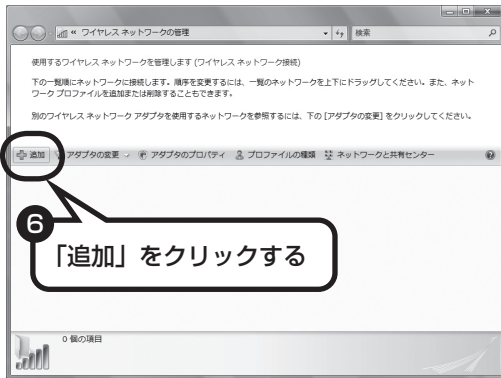 « ワイヤレス ネットワークの管理
検索
使用するワイヤレス ネットワークを管理します (ワイヤレス ネットワーク接続)
下の一覧順にネットワークに接続します。順序を変更するには、一覧のネットワークを上下にドラッグしてください。また、ネット
ワーク プロファイルを追加または削除することもできます。
別のワイヤレス ネットワーク アダプタを使用するネットワークを参照するには、下の [アダプタの変更] をクリックしてください。
追加 アダプタの変更 アダプタのプロパティ プロファイルの種類 ネットワークと共有センター
6
「追加」をクリックする
0 個の項目